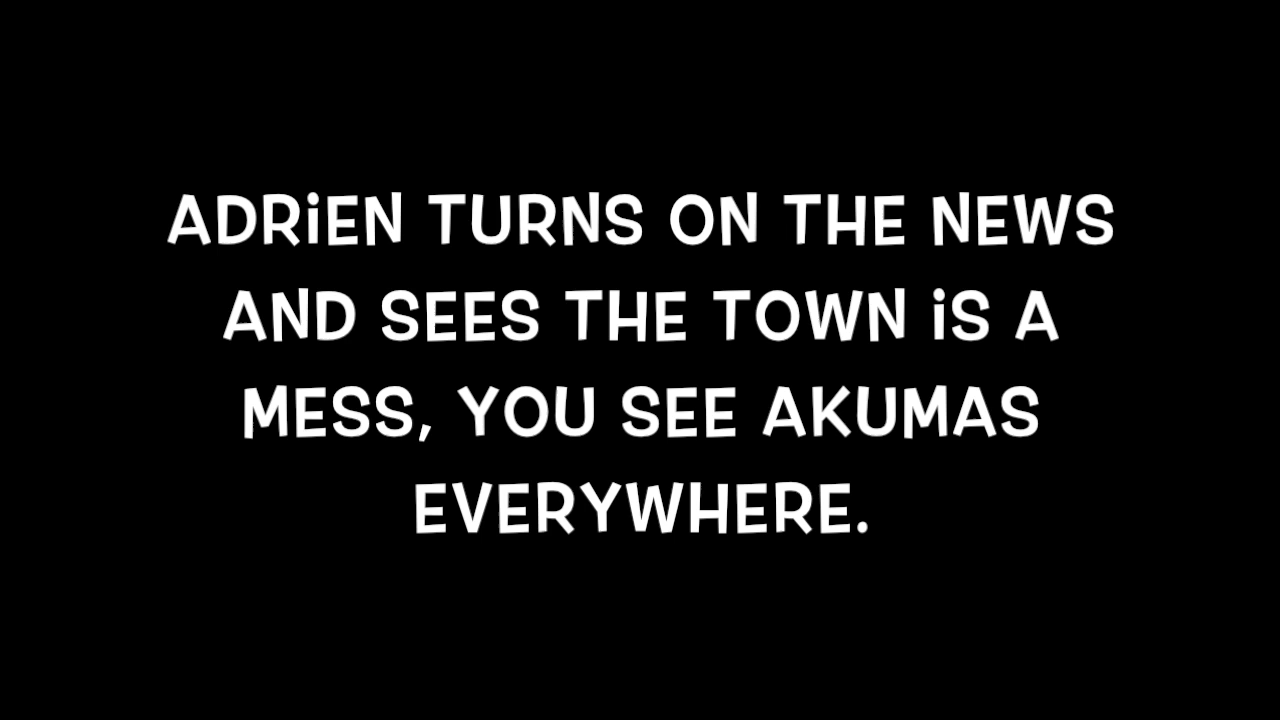 ADRiEN TURNS ON THE NEWS
AND SEES THE TOWN iS A
MESS, YOU SEE AKUMAS
EVERYWHERE.